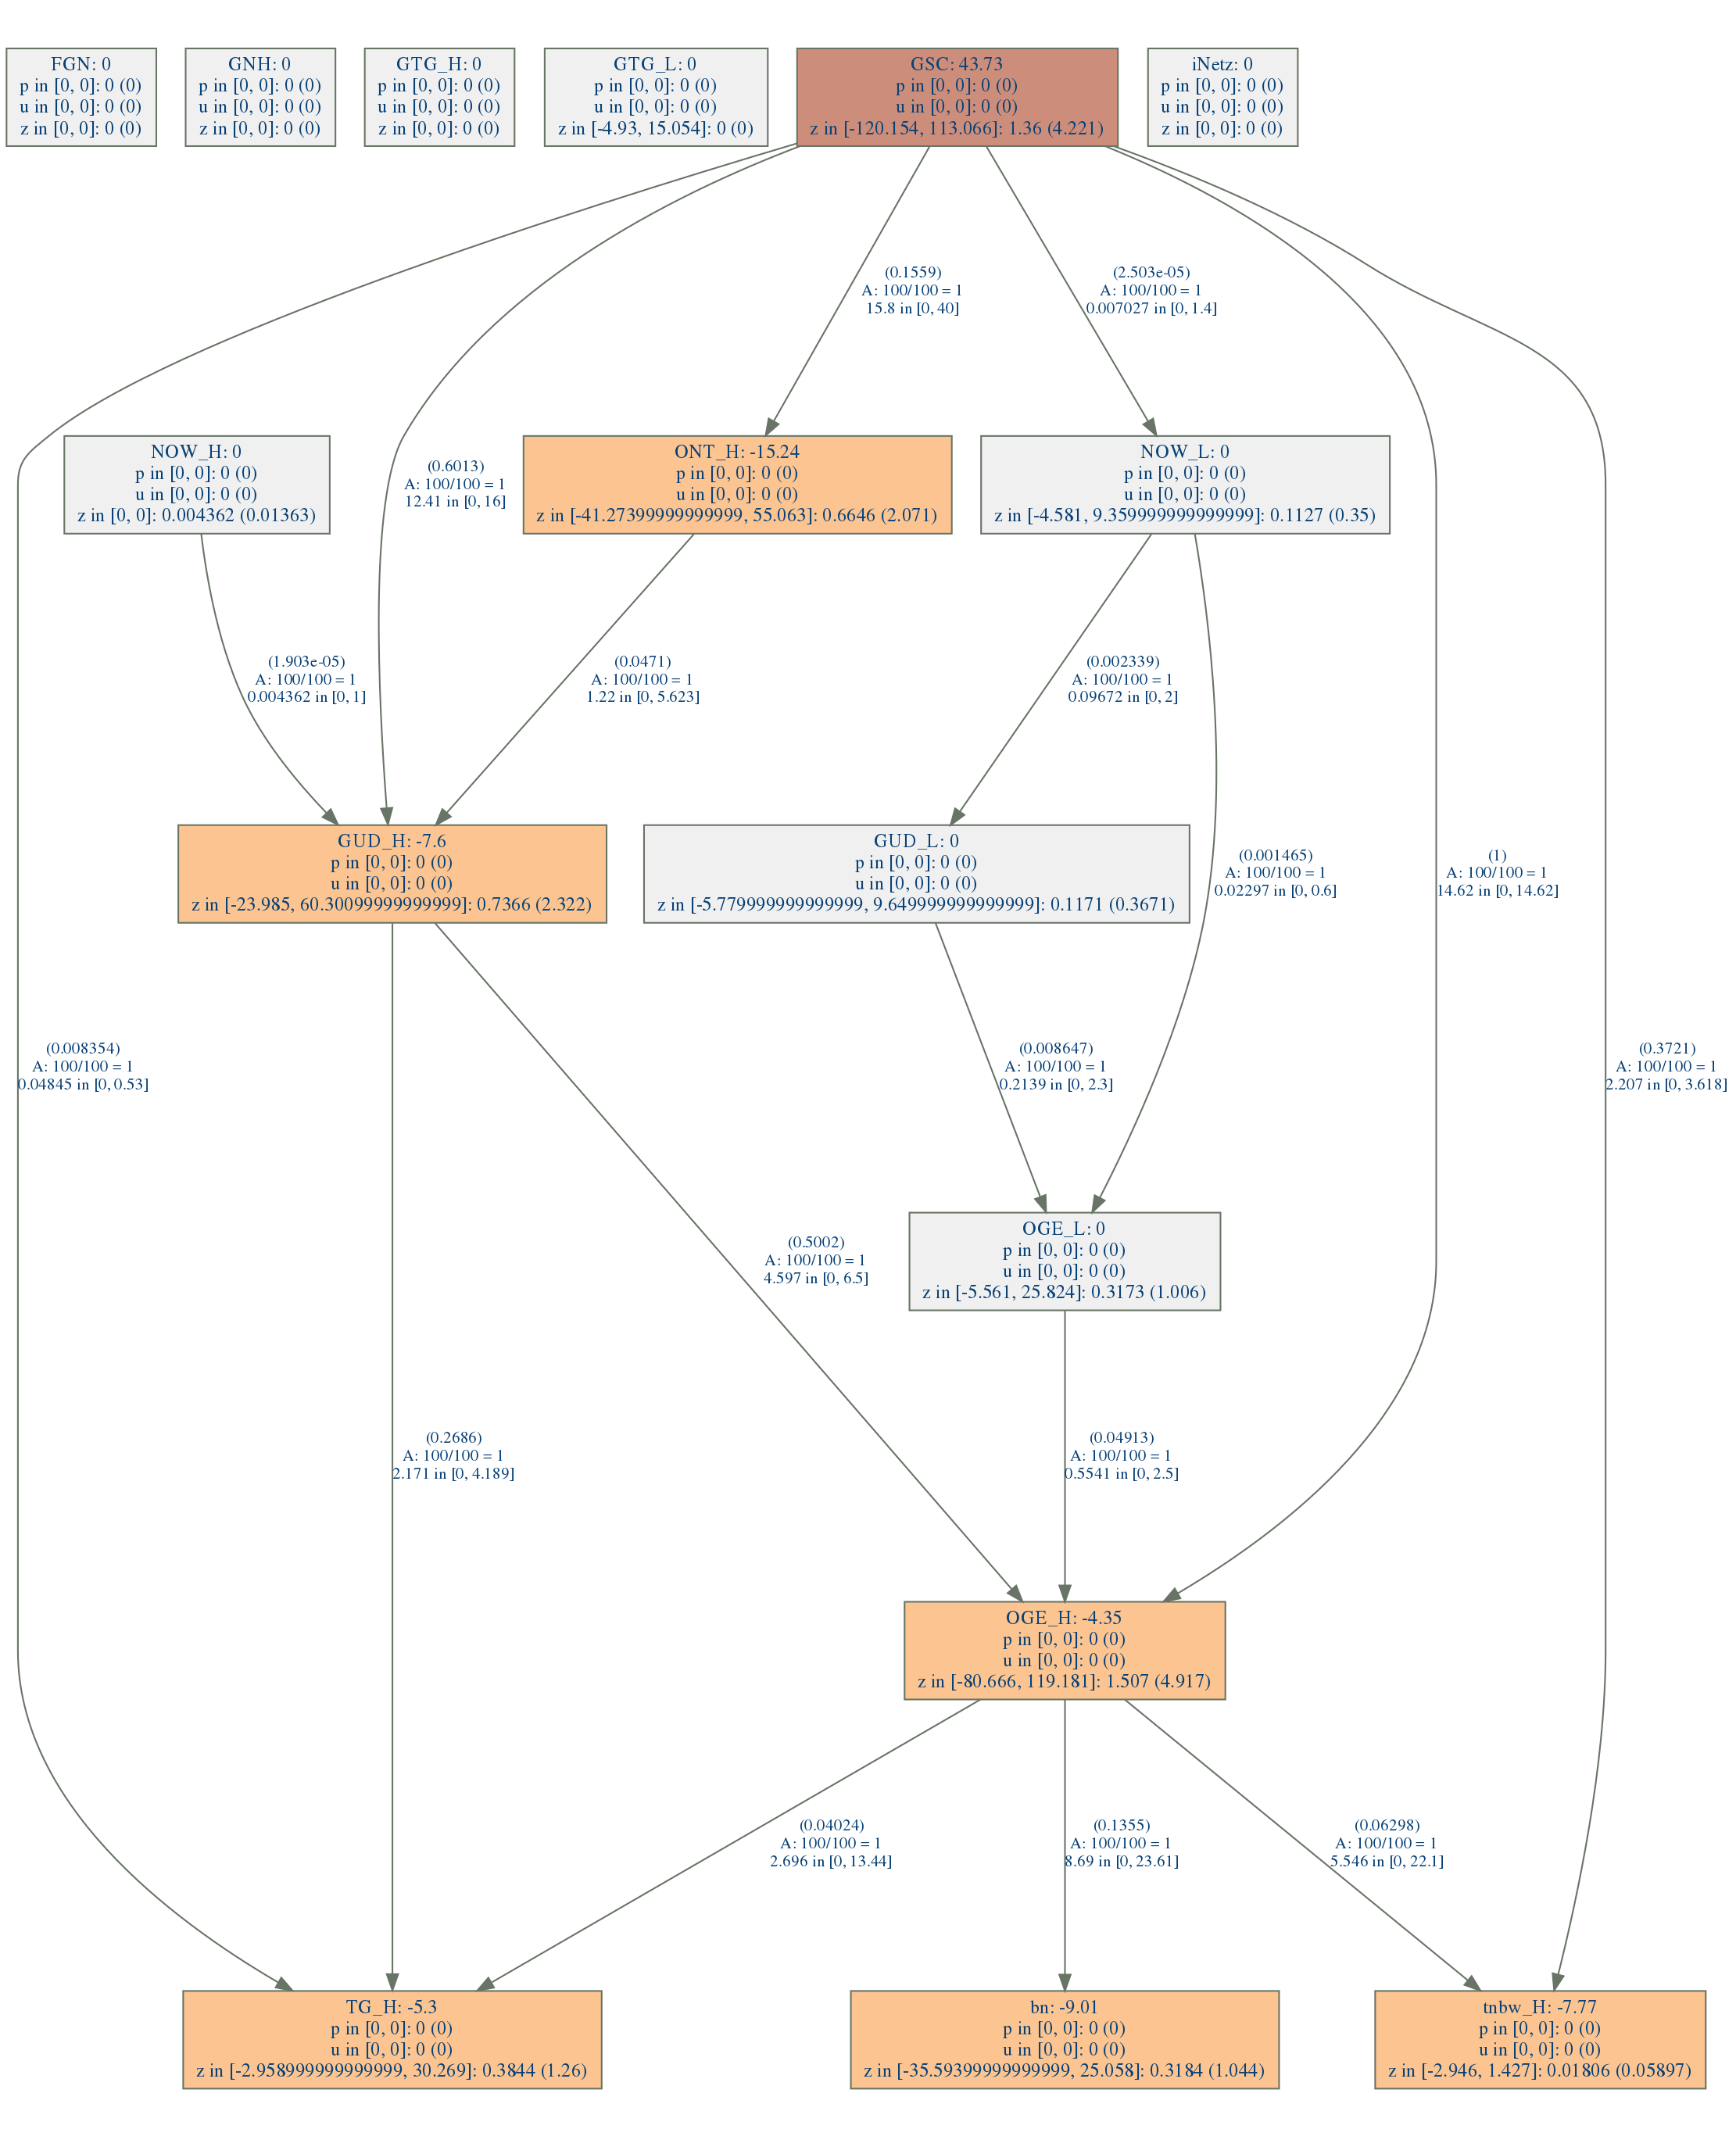 FGN: 0
p in [0, 0]: 0 (0)
u in [0, 0]: 0 (0)
z in [0, 0]: 0 (0)
GNH: 0
p in [0, 0]: 0 (0)
u in [0, 0]: 0 (0)
z in [0, 0]: 0 (0)
GTG_H: 0
p in [0, 0]: 0 (0)
u in [0, 0]: 0 (0)
z in [0, 0]: 0 (0)
GTG_L: 0
p in [0, 0]: 0 (0)
u in [0, 0]: 0 (0)
z in [-4.93, 15.054]: 0 (0)
GSC: 43.73
p in [0, 0]: 0 (0)
u in [0, 0]: 0 (0)
z in [-120.154, 113.066]: 1.36 (4.221)
iNetz: 0
p in [0, 0]: 0 (0)
u in [0, 0]: 0 (0)
z in [0, 0]: 0 (0)
(0.1559)
A: 100/100 = 1
15.8 in [0, 40]
(2.503e-05)
A: 100/100 = 1
0.007027 in [0, 1.4]
NOW_H: 0
p in [0, 0]: 0 (0)
u in [0, 0]: 0 (0)
z in [0, 0]: 0.004362 (0.01363)
(0.6013)
A: 100/100 = 1
12.41 in [0, 16]
ONT_H: -15.24
p in [0, 0]: 0 (0)
u in [0, 0]: 0 (0)
z in [-41.27399999999999, 55.063]: 0.6646 (2.071)
NOW_L: 0
p in [0, 0]: 0 (0)
u in [0, 0]: 0 (0)
z in [-4.581, 9.359999999999999]: 0.1127 (0.35)
(1.903e-05)
A: 100/100 = 1
0.004362 in [0, 1]
(0.0471)
A: 100/100 = 1
1.22 in [0, 5.623]
(0.002339)
A: 100/100 = 1
0.09672 in [0, 2]
GUD_H: -7.6
p in [0, 0]: 0 (0)
u in [0, 0]: 0 (0)
z in [-23.985, 60.30099999999999]: 0.7366 (2.322)
GUD_L: 0
p in [0, 0]: 0 (0)
u in [0, 0]: 0 (0)
z in [-5.779999999999999, 9.649999999999999]: 0.1171 (0.3671)
(0.001465)
A: 100/100 = 1
0.02297 in [0, 0.6]
(1)
A: 100/100 = 1
14.62 in [0, 14.62]
(0.008354)
A: 100/100 = 1
0.04845 in [0, 0.53]
(0.008647)
A: 100/100 = 1
0.2139 in [0, 2.3]
(0.3721)
A: 100/100 = 1
2.207 in [0, 3.618]
(0.5002)
A: 100/100 = 1
4.597 in [0, 6.5]
OGE_L: 0
p in [0, 0]: 0 (0)
u in [0, 0]: 0 (0)
z in [-5.561, 25.824]: 0.3173 (1.006)
(0.2686)
A: 100/100 = 1
2.171 in [0, 4.189]
(0.04913)
A: 100/100 = 1
0.5541 in [0, 2.5]
OGE_H: -4.35
p in [0, 0]: 0 (0)
u in [0, 0]: 0 (0)
z in [-80.666, 119.181]: 1.507 (4.917)
(0.04024)
A: 100/100 = 1
2.696 in [0, 13.44]
(0.1355)
A: 100/100 = 1
8.69 in [0, 23.61]
(0.06298)
A: 100/100 = 1
5.546 in [0, 22.1]
TG_H: -5.3
p in [0, 0]: 0 (0)
u in [0, 0]: 0 (0)
z in [-2.958999999999999, 30.269]: 0.3844 (1.26)
bn: -9.01
p in [0, 0]: 0 (0)
u in [0, 0]: 0 (0)
z in [-35.59399999999999, 25.058]: 0.3184 (1.044)
tnbw_H: -7.77
p in [0, 0]: 0 (0)
u in [0, 0]: 0 (0)
z in [-2.946, 1.427]: 0.01806 (0.05897)